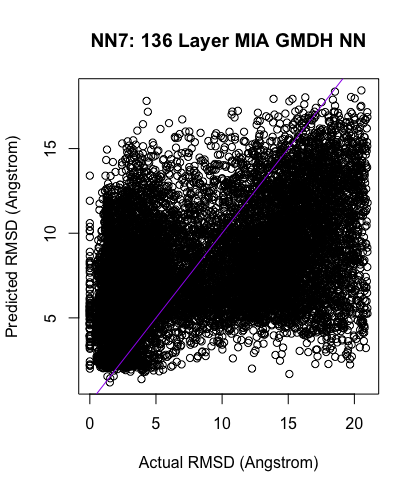 NN7: 136 Layer MIA GMDH NN
Predicted RMSD (Angstrom)
15
10
5
0 5 10 15 20
Actual RMSD (Angstrom)